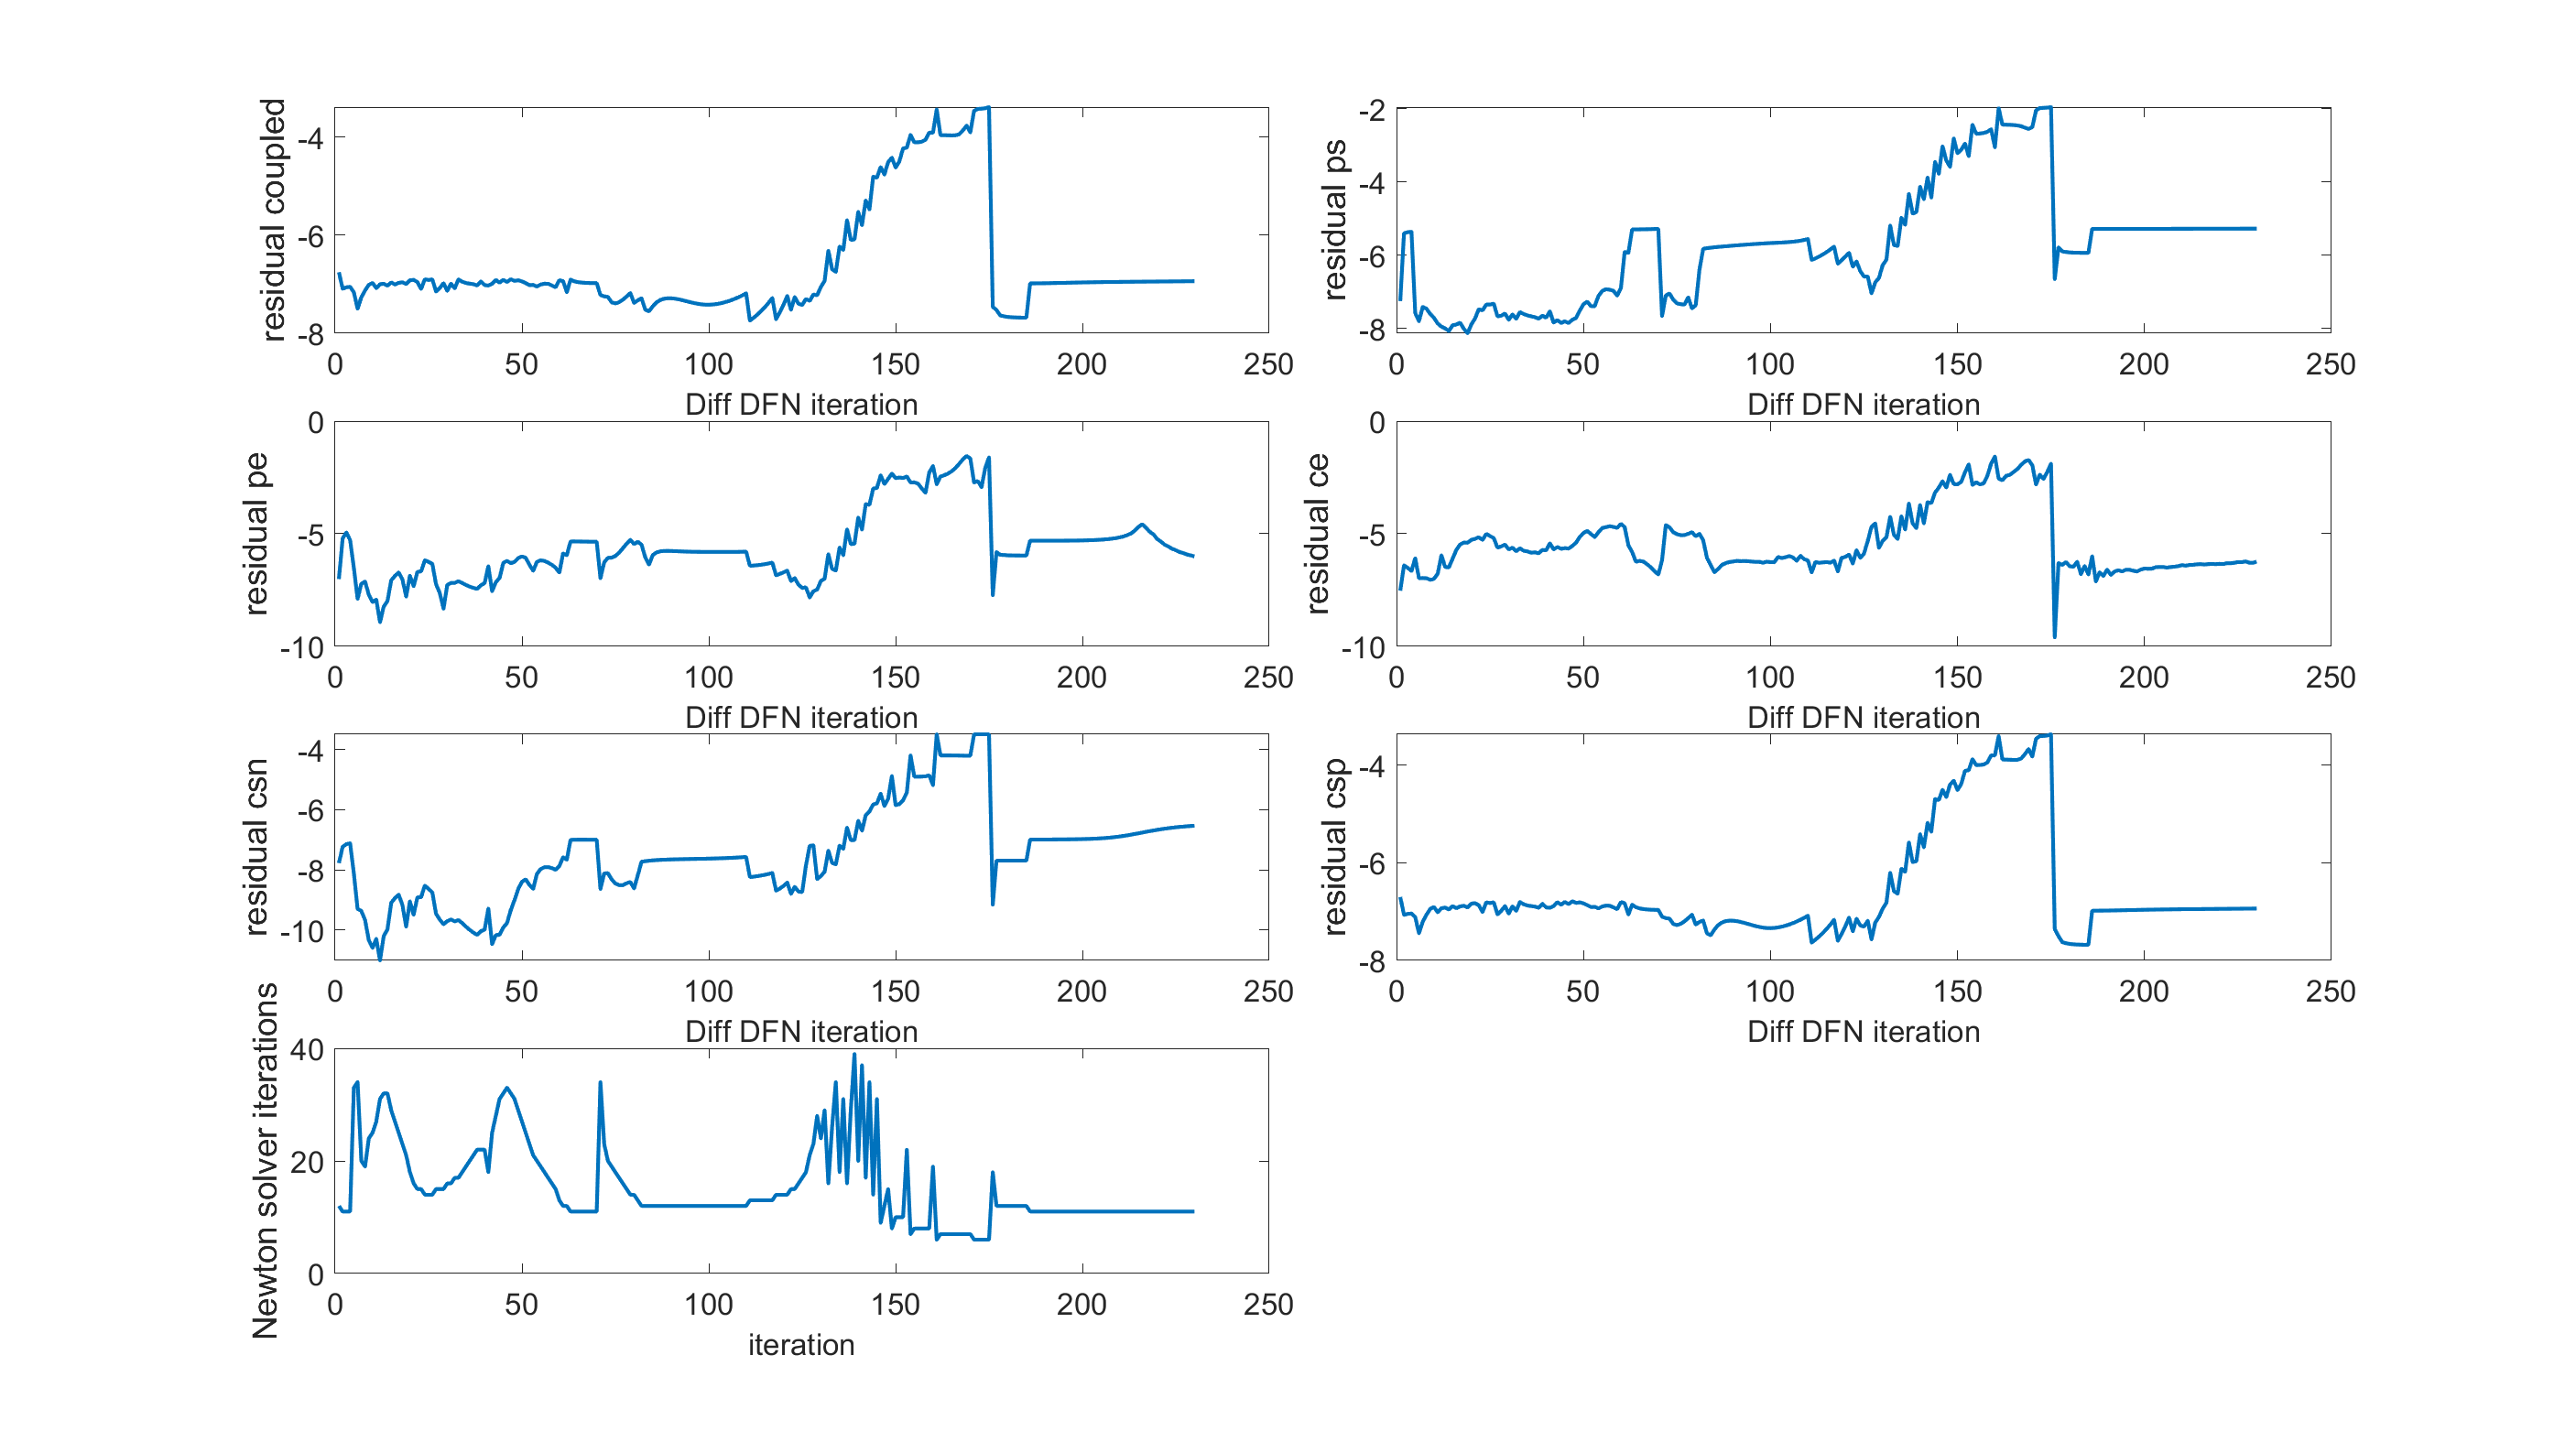 residual coupled
-4
-6
-8
0 50 100 150 200 250
Diff DFN iteration
residual ps
-2
-4
-6
-8
0 50 100 150 200 250
Diff DFN iteration
residual pe
0
-5
-10
0 50 100 150 200 250
Diff DFN iteration
residual ce
0
-5
-10
0 50 100 150 200 250
Diff DFN iteration
residual csn
-4
-6
-8
-10
0 50 100 150 200 250
Diff DFN iteration
residual csp
-4
-6
-8
0 50 100 150 200 250
Diff DFN iteration
Newton solver iterations
40
20
0
0 50 100 150 200 250
iteration